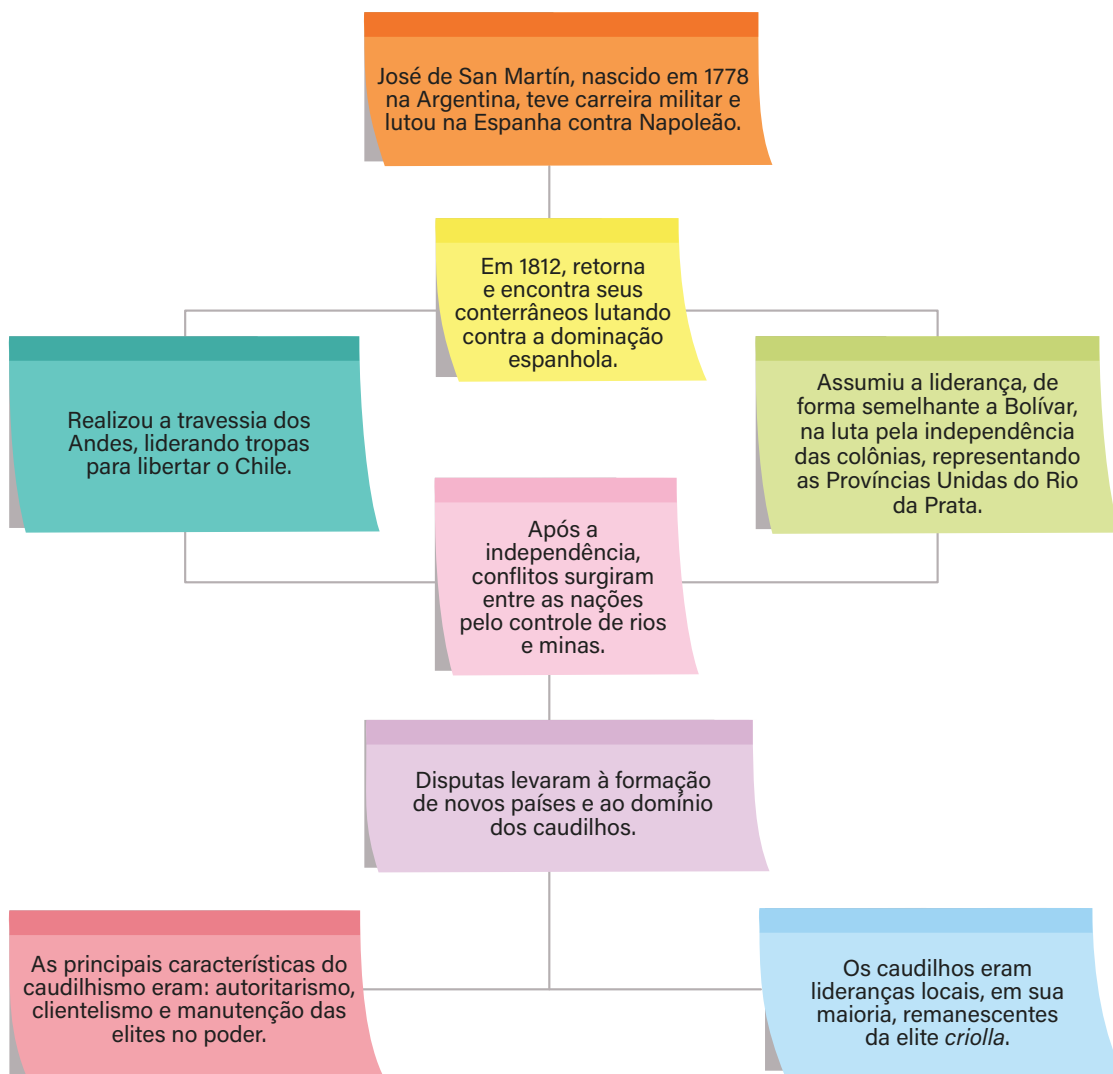 José de San Martín, nascido em 1778
na Argentina, teve carreira militar e
lutou na Espanha contra Napoleão.
Em 1812, retorna
e encontra seus
conterrâneos lutando
contra a dominação
espanhola.
Realizou a travessia dos
Andes, liderando tropas
para libertar o Chile.
Assumiu a liderança, de
forma semelhante a Bolívar,
na luta pela independência
das colônias, representando
as Províncias Unidas do Rio
da Prata.
Após a
independência,
conflitos surgiram
entre as nações
pelo controle de rios
e minas.
Disputas levaram à formação
de novos países e ao domínio
dos caudilhos.
As principais características do
caudilhismo eram: autoritarismo,
clientelismo e manutenção das
elites no poder.
Os caudilhos eram
lideranças locais, em sua
maioria, remanescentes
da elite criolla.